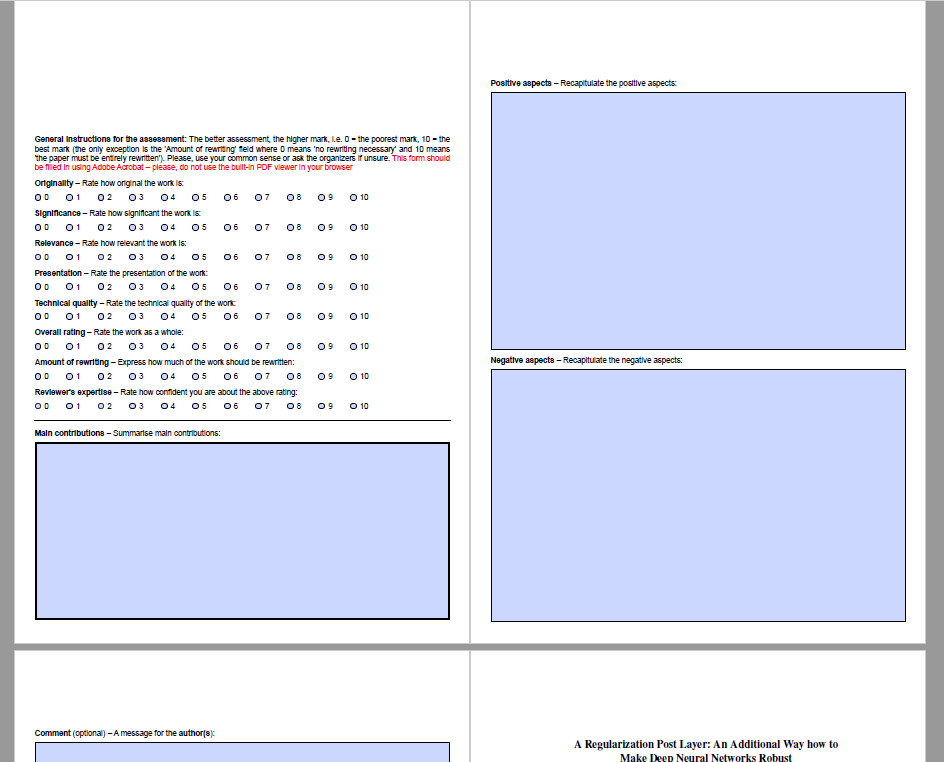 General instructions for the assessment: The better assessment, the higher mark, i.e. 0 = the poorest mark, 10 = the
best mark (the only exception is the 'Amount of rewriting' field where 0 means 'no rewriting necessary' and 10 means
'the paper must be entirely rewritten'). Please, use your common sense or ask the organizers if unsure. This form should
be filled in using Adobe Acrobat – please, do not use the built-in PDF viewer in your browser
Originality – Rate how original the work is:
0 1 2 3 4 5 6 7 8 9 10
Significance – Rate how significant the work is:
0 1 2 3 4 5 6 7 8 9 10
Relevance – Rate how relevant the work is:
0 1 2 3 4 5 6 7 8 9 10
Presentation – Rate the presentation of the work:
0 1 2 3 4 5 6 7 8 9 10
Technical quality – Rate the technical quality of the work:
0 1 2 3 4 5 6 7 8 9 10
Overall rating – Rate the work as a whole:
0 1 2 3 4 5 6 7 8 9 10
Amount of rewriting – Express how much of the work should be rewritten:
0 1 2 3 4 5 6 7 8 9 10
Reviewer's expertise – Rate how confident you are about the above rating:
0 1 2 3 4 5 6 7 8 9 10
Main contributions – Summarise main contributions:
Positive aspects – Recapitulate the positive aspects:
Negative aspects – Recapitulate the negative aspects:
Comment (optional) – A message for the author(s):
A Regularization Post Layer: An Additional Way how to
Make Deep Neural Networks Robust